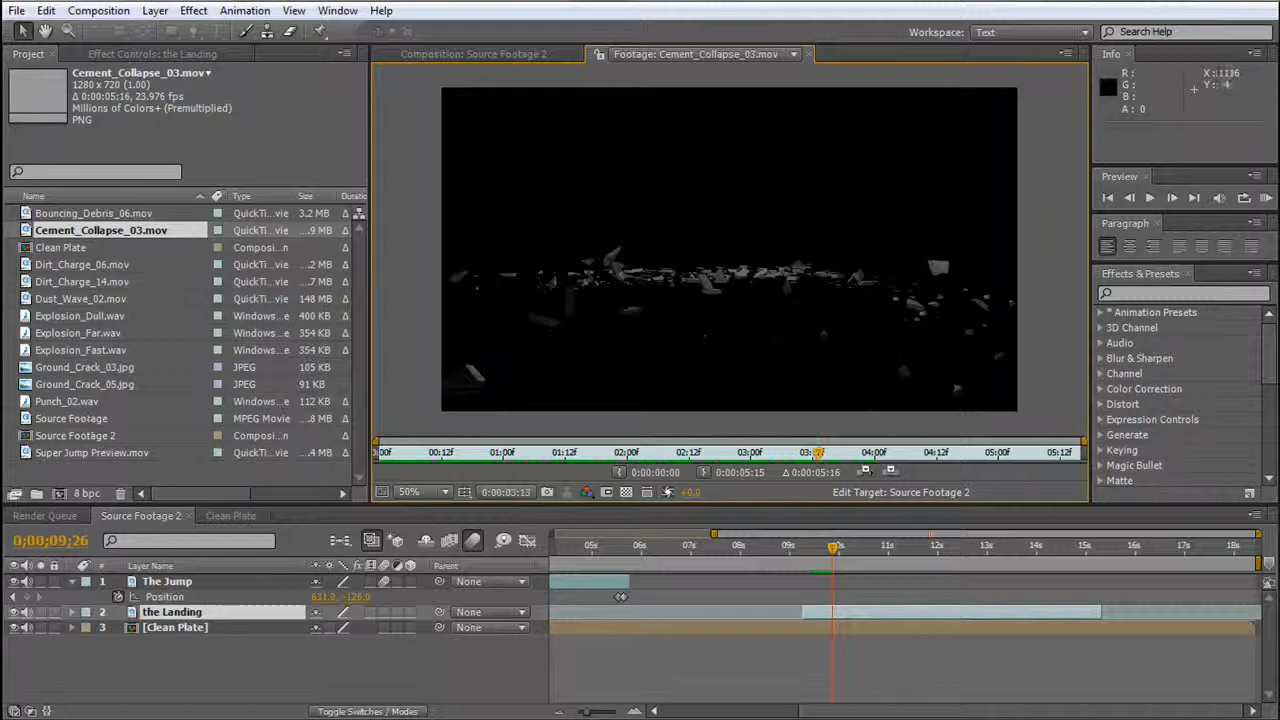 File Edit Composition Layer Effect Animation View Window Help
Workspace: Text Search Help
Project Effect Controls: the Landing
Composition: Source Footage 2 Footage: Cement_Collapse_03.mov
Info
Cement_Collapse_03.mov
1280 x 720 (1.00)
Δ 0:00:05:16, 23.976 fps
Millions of Colors+ (Premultiplied)
PNG
R :
G :
B :
A : 0
Name Type Size Duratic
Bouncing_Debris_06.mov QuickTi...vie 3.2 MB
Cement_Collapse_03.mov QuickTi...vie ...9 MB
Clean Plate Composi...n
Dirt_Charge_06.mov QuickTi...vie ...2 MB
Dirt_Charge_14.mov QuickTi...vie ...7 MB
Dust_Wave_02.mov QuickTi...vie 148 MB
Explosion_Dull.wav Windows...e 400 KB
Explosion_Far.wav Windows...e 354 KB
Explosion_Fast.wav Windows...e 354 KB
Ground_Crack_03.jpg JPEG 105 KB
Ground_Crack_05.jpg JPEG 91 KB
Punch_02.wav Windows...e 112 KB
Source Footage MPEG Movie ...8 MB
Source Footage 2 Composi...n
Super Jump Preview.mov QuickTi...vie ...4 MB
8 bpc
:00f 00:12f 01:00f 01:12f 02:00f 02:12f 03:00f 04:00f 04:12f 05:00f 05:12f
0:00:00:00 0:00:05:15 Δ 0:00:05:16
50% 0:00:03:13 +0.0 Edit Target: Source Footage 2
Preview
Paragraph
Effects & Presets
* Animation Presets
3D Channel
Audio
Blur & Sharpen
Channel
Color Correction
Distort
Expression Controls
Generate
Keying
Magic Bullet
Matte
Render Queue Source Footage 2 Clean Plate
0;00;09;26
05s 06s 07s 08s 09s 11s 12s 13s 14s 15s 16s 17s 18s
# Layer Name Parent
1 The Jump None
Position 631.0, -126.0
2 the Landing None
3 [Clean Plate] None
Toggle Switches / Modes